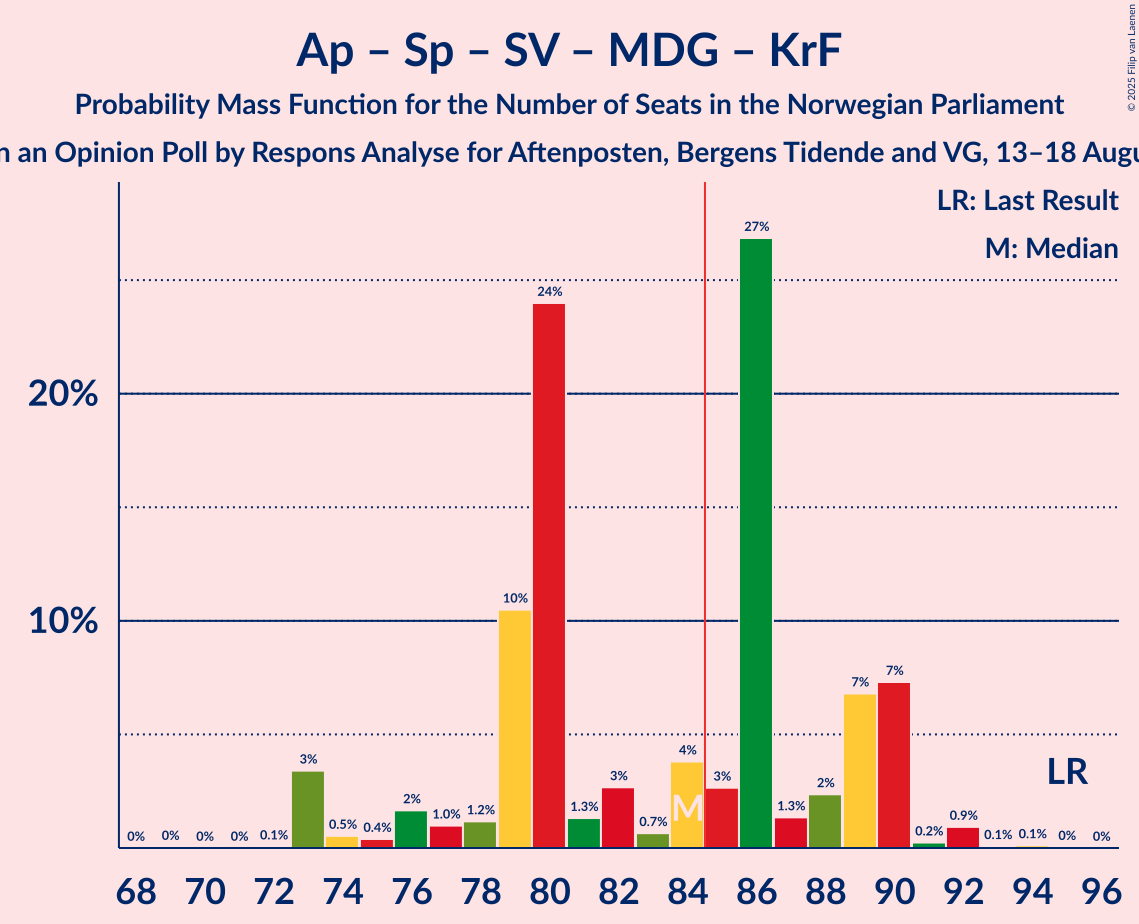 Ap – Sp – SV – MDG – KrF
© 2025 Filip van Laenen
Probability Mass Function for the Number of Seats in the Norwegian Parliament
an Opinion Poll by Respons Analyse for Aftenposten, Bergens Tidende and VG, 13–18
LR: Last Result
M: Median
27%
24%
20%
10%
10%
7%
7%
LR
4%
3%
3%
3%
2%
2%
M
1.3%
1.3%
1.2%
1.0%
0.9%
0.7%
0.5%
0.4%
0.2%
0% 0% 0% 0% 0.1% 0.1% 0.1% 0% 0%
68 70 72 74 76 78 80 82 84 86 88 90 92 94 96